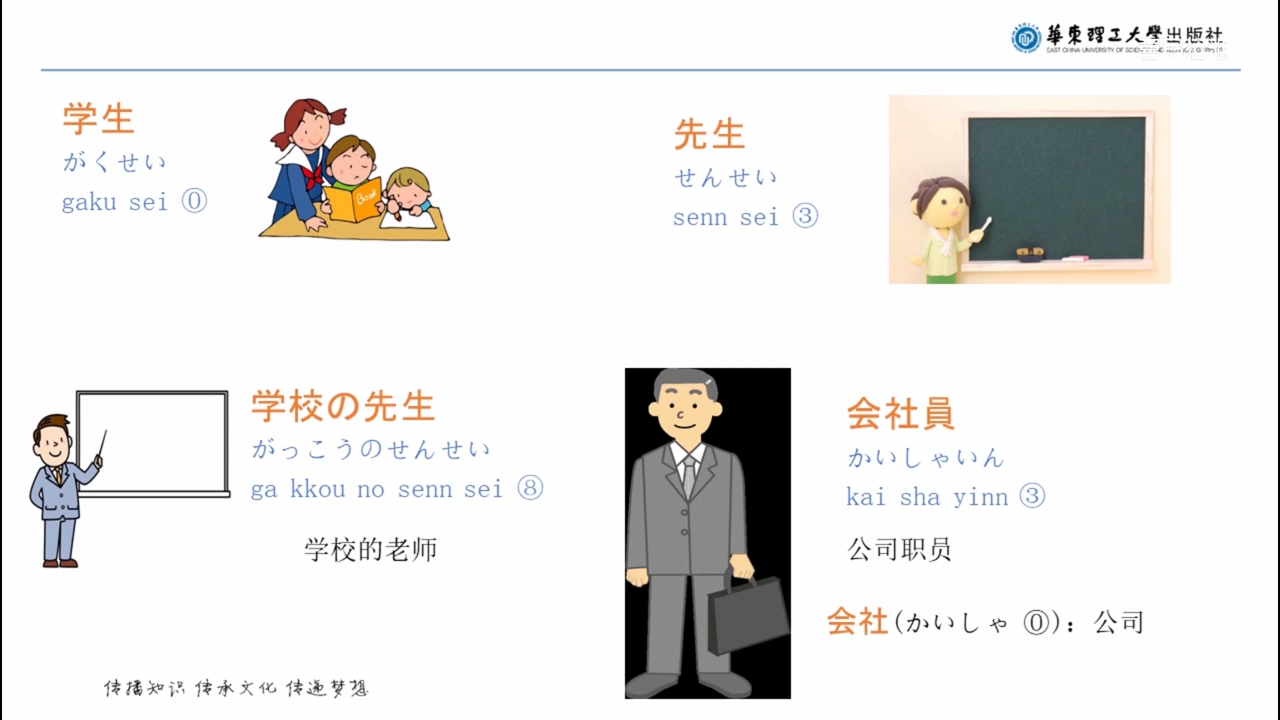 華東理工大學出版社
学生
がくせい
gaku sei ⓪
Book
先生
せんせい
senn sei ③
学校の先生
がっこうのせんせい
ga kkou no senn sei ⑧
学校的老师
会社員
かいしゃいん
kai sha yinn ③
公司职员
会社(かいしゃ ⓪): 公司
传播知识 传承文化 传递梦想